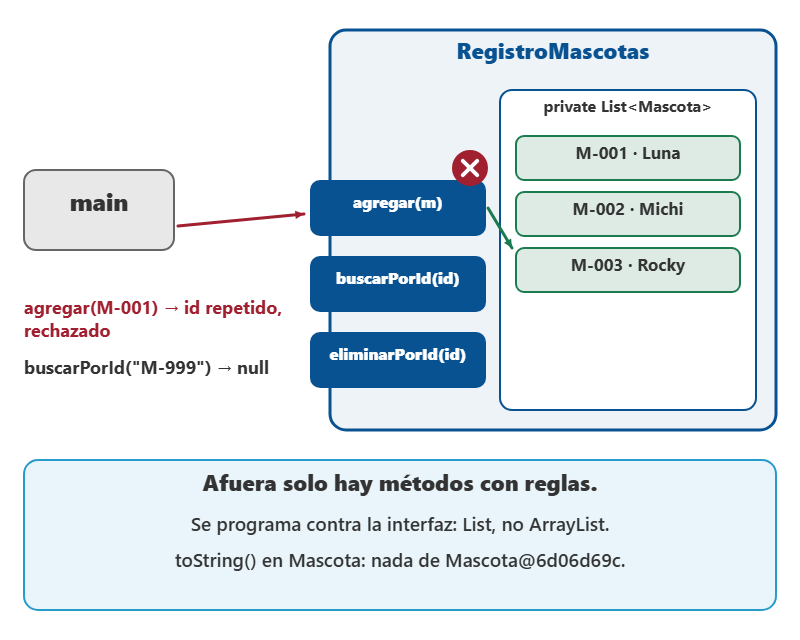 RegistroMascotas
private List<Mascota>
M-001 · Luna
M-002 · Michi
M-003 · Rocky
main
agregar(m)
buscarPorId(id)
eliminarPorId(id)
agregar(M-001) → id repetido,
rechazado
buscarPorId("M-999") → null
Afuera solo hay métodos con reglas.
Se programa contra la interfaz: List, no ArrayList.
toString() en Mascota: nada de Mascota@6d06d69c.